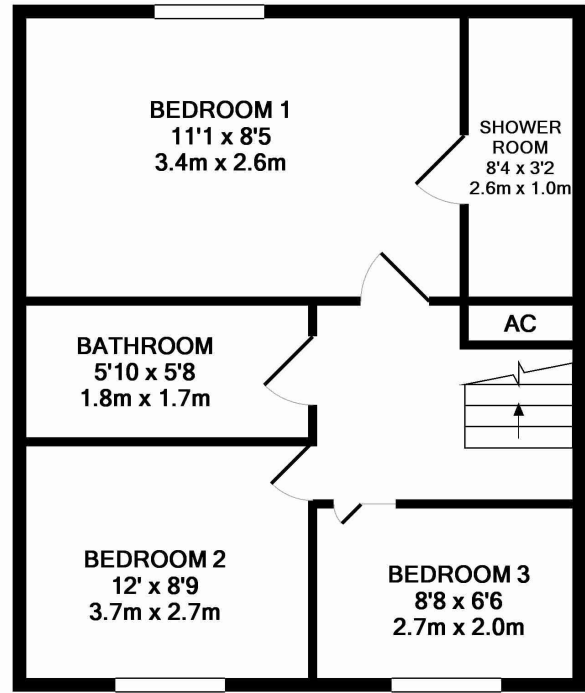 BEDROOM 1
11'1 x 8'5
3.4m x 2.6m
SHOWER
ROOM
8'4 x 3'2
2.6m x 1.0m
AC
BATHROOM
5'10 x 5'8
1.8m x 1.7m
BEDROOM 2
12' x 8'9
3.7m x 2.7m
BEDROOM 3
8'8 x 6'6
2.7m x 2.0m